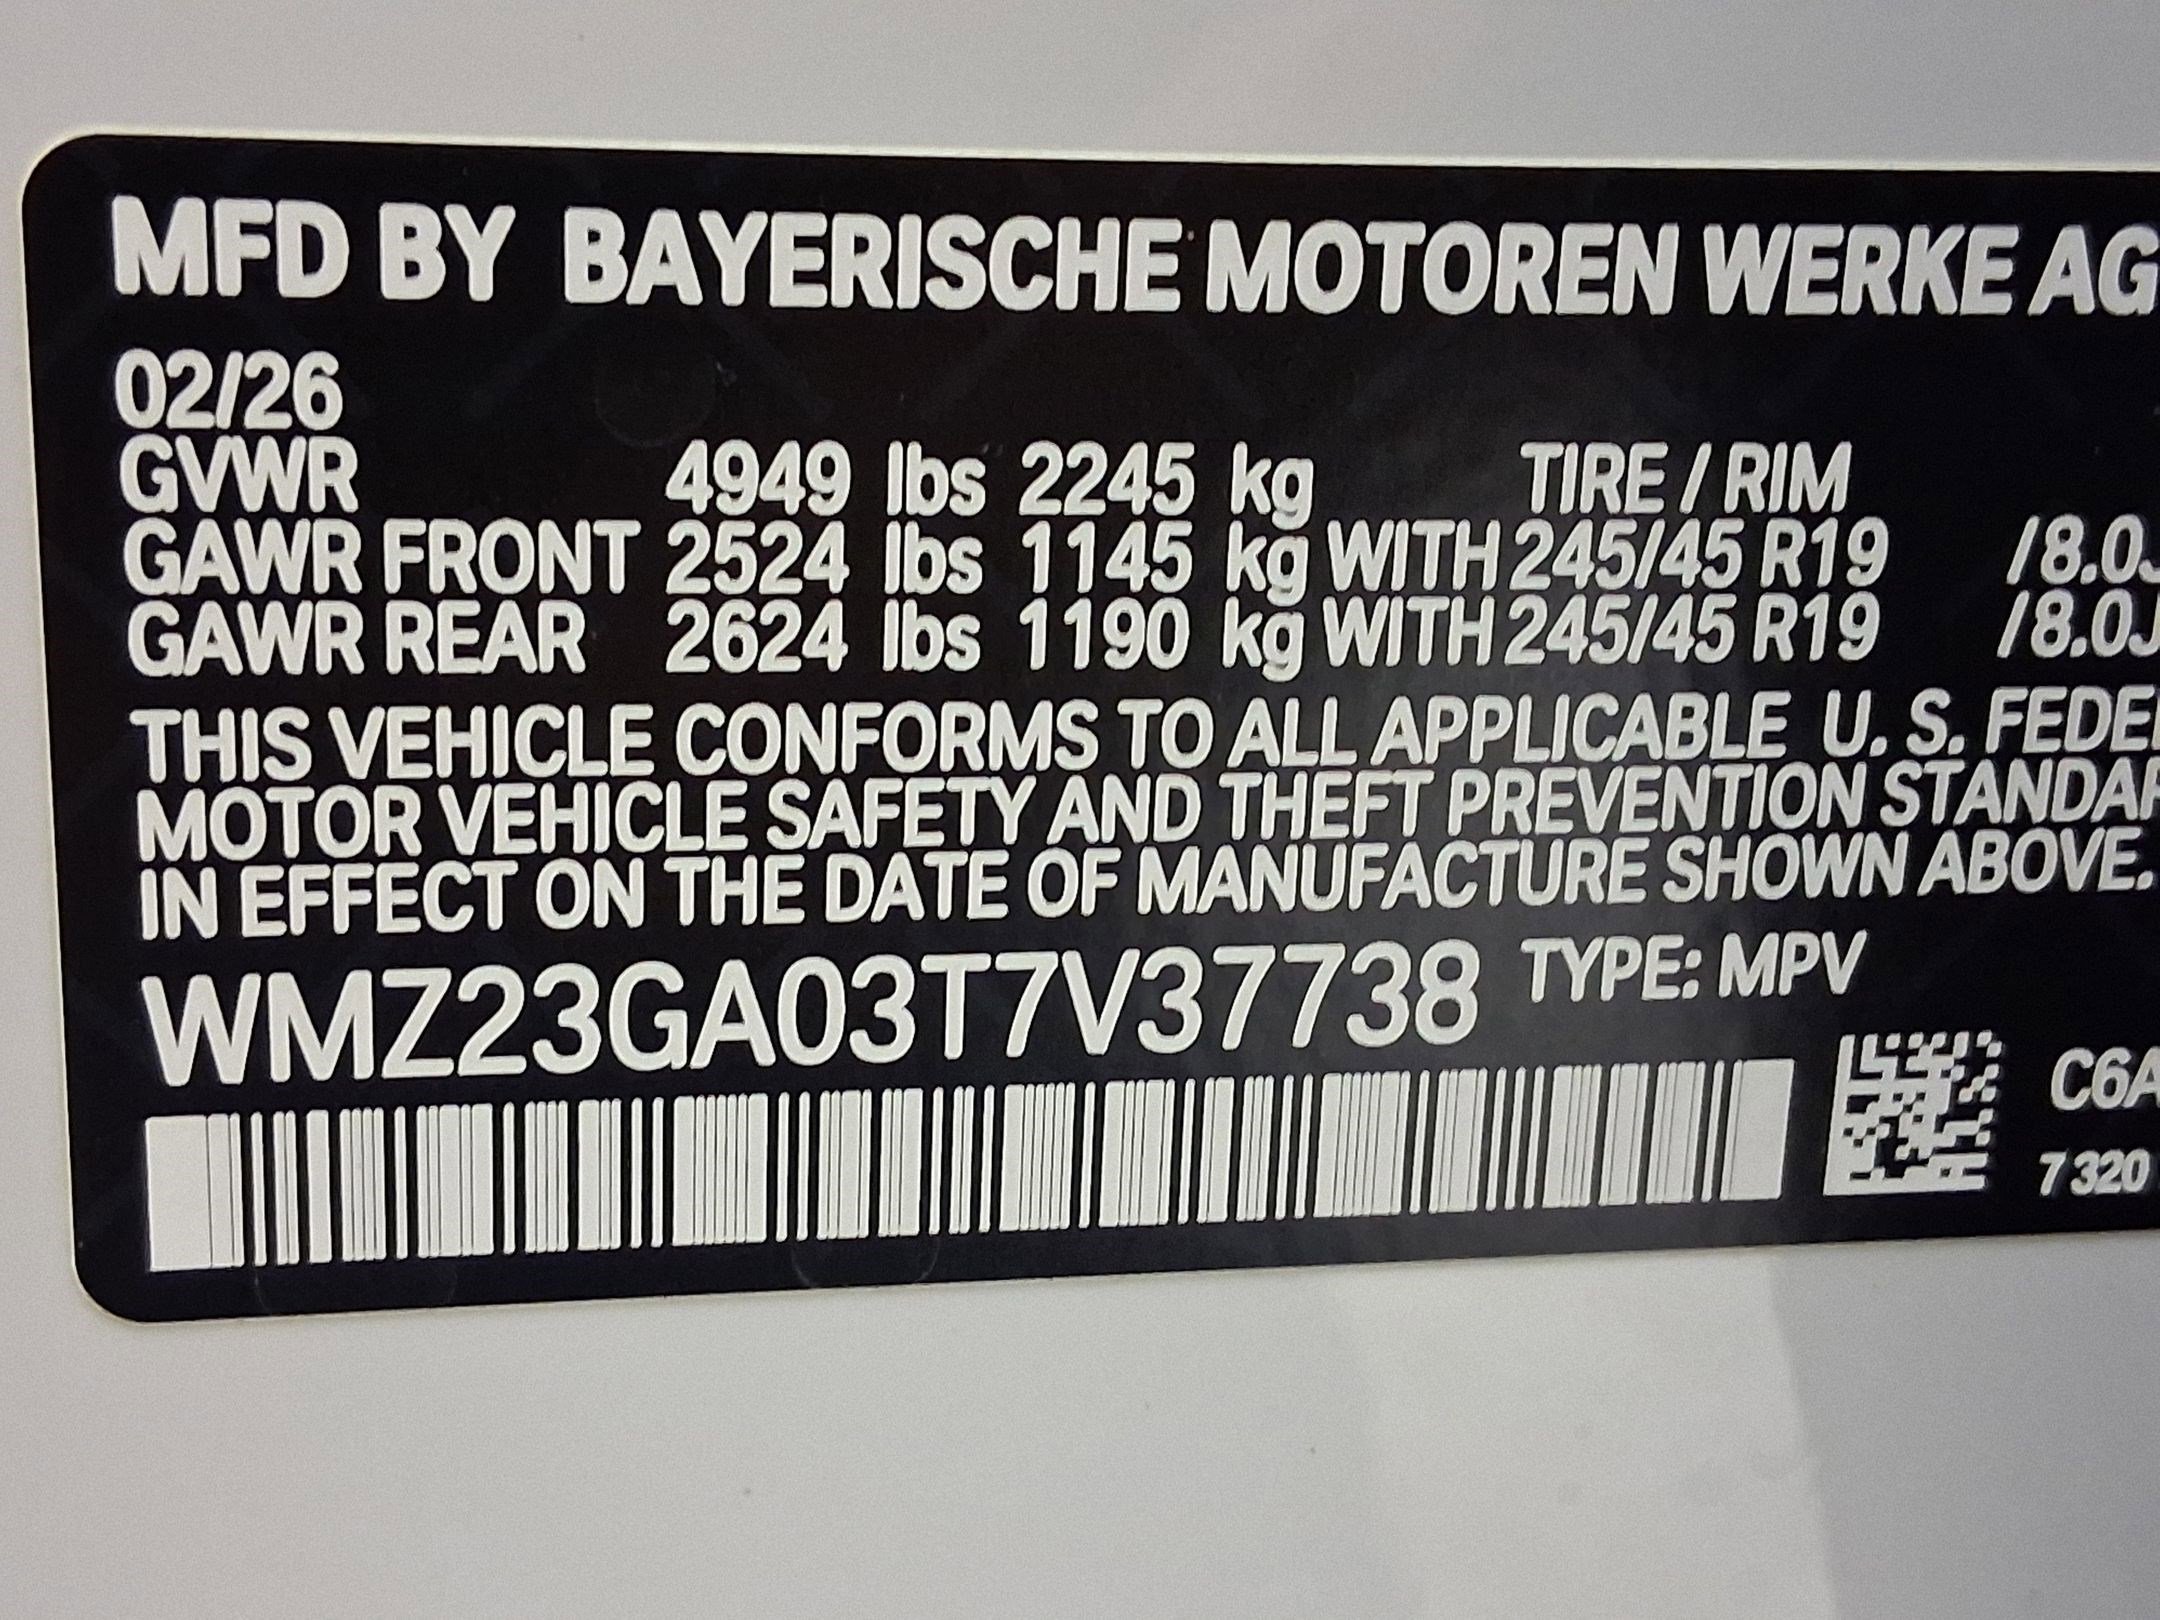 MFD BY BAYERISCHE MOTOREN WERKE AG
02/26
GVWR 4949 lbs 2245 kg TIRE / RIM
GAWR FRONT 2524 lbs 1145 kg WITH 245/45 R19 /8.0J
GAWR REAR 2624 lbs 1190 kg WITH 245/45 R19 /8.0J
THIS VEHICLE CONFORMS TO ALL APPLICABLE U. S. FEDE
MOTOR VEHICLE SAFETY AND THEFT PREVENTION STANDAR
IN EFFECT ON THE DATE OF MANUFACTURE SHOWN ABOVE.
WMZ23GA03T7V37738 TYPE: MPV
C6A
7 320